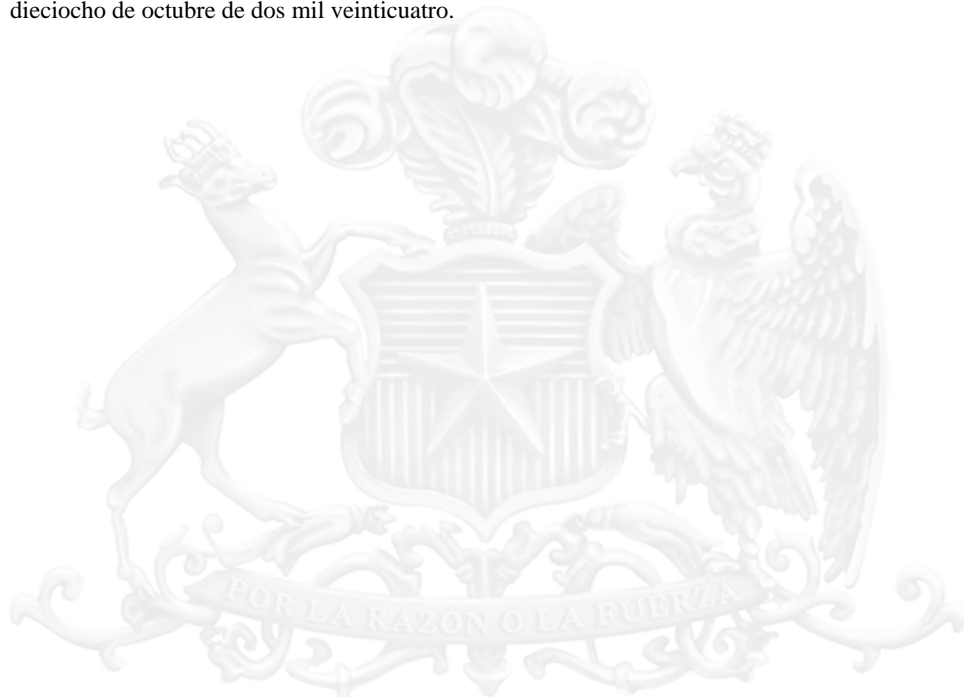 dieciocho de octubre de dos mil veinticuatro.
POR LA RAZON O LA FUERZA